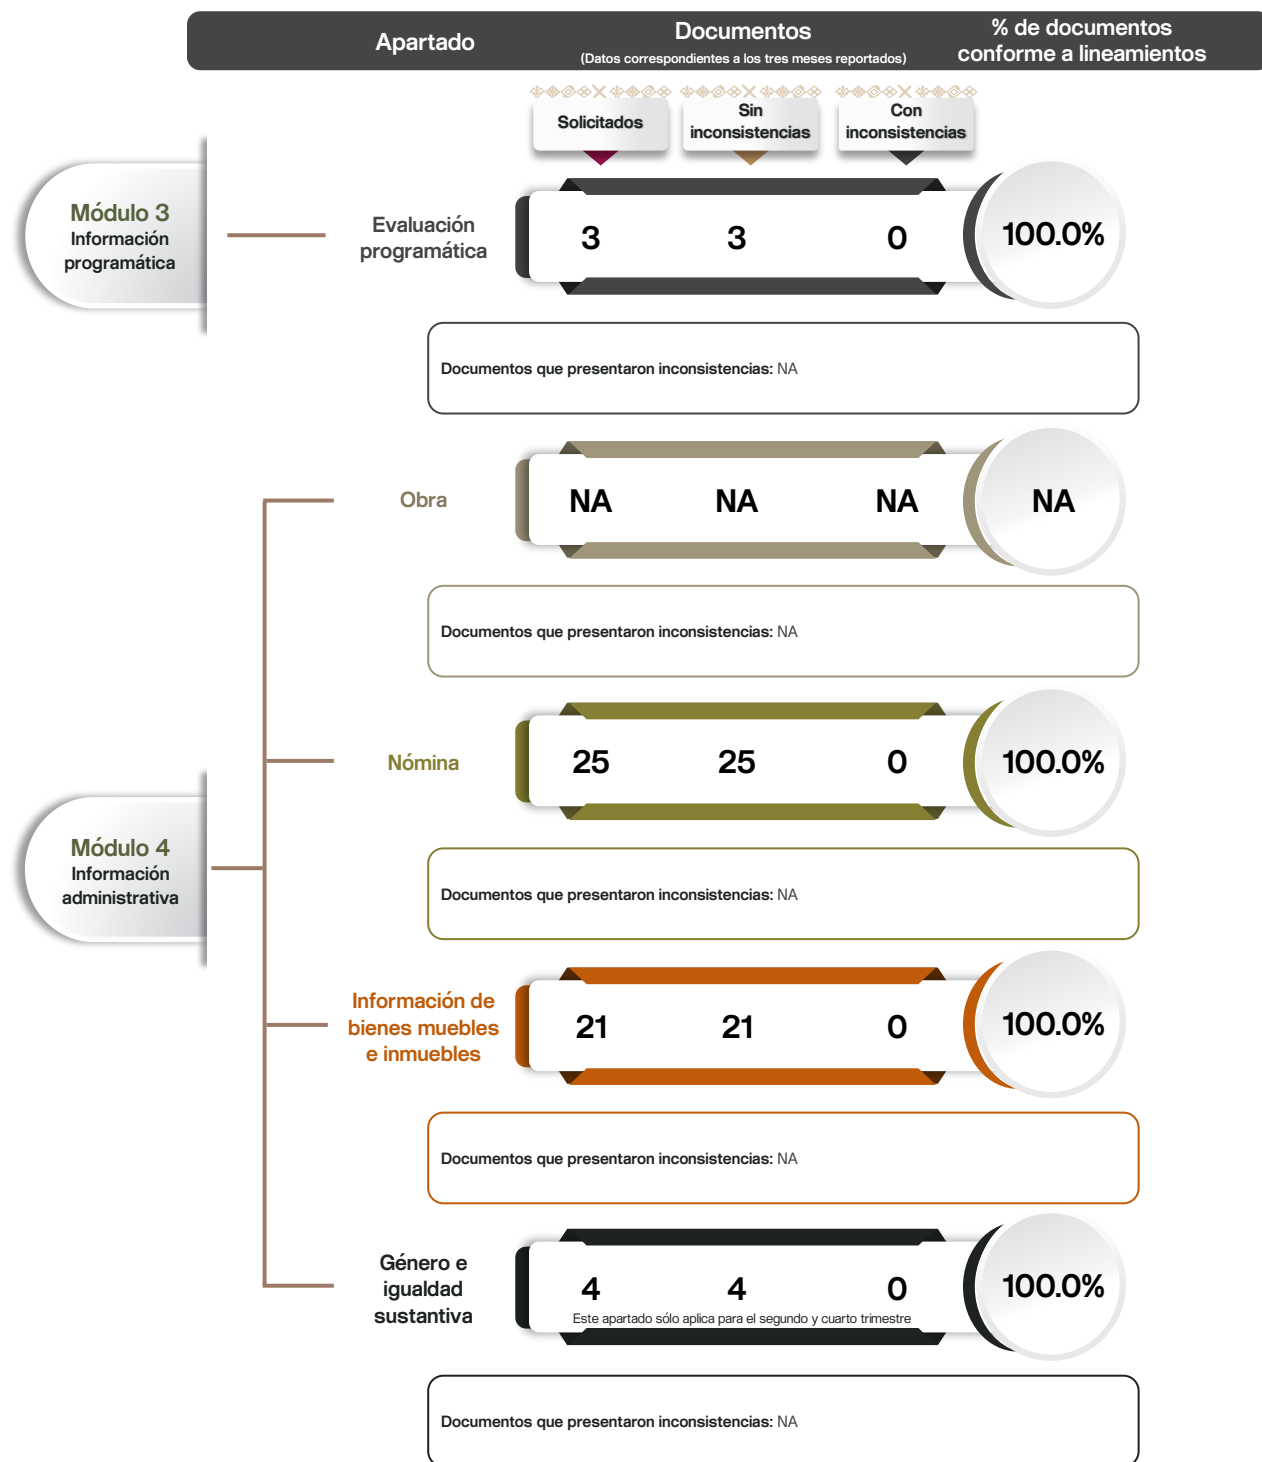 Apartado
Documentos
(Datos correspondientes a los tres meses reportados)
% de documentos
conforme a lineamientos
Solicitados
Sin
inconsistencias
Con
inconsistencias
Módulo 3
Información
programática
Evaluación
programática
3 3 0 100.0%
Documentos que presentaron inconsistencias: NA
Obra
NA NA NA NA
Documentos que presentaron inconsistencias: NA
Módulo 4
Información
administrativa
Nómina
25 25 0 100.0%
Documentos que presentaron inconsistencias: NA
Información de
bienes muebles
e inmuebles
21 21 0 100.0%
Documentos que presentaron inconsistencias: NA
Género e
igualdad
sustantiva
4 4 0 100.0%
Este apartado sólo aplica para el segundo y cuarto trimestre
Documentos que presentaron inconsistencias: NA